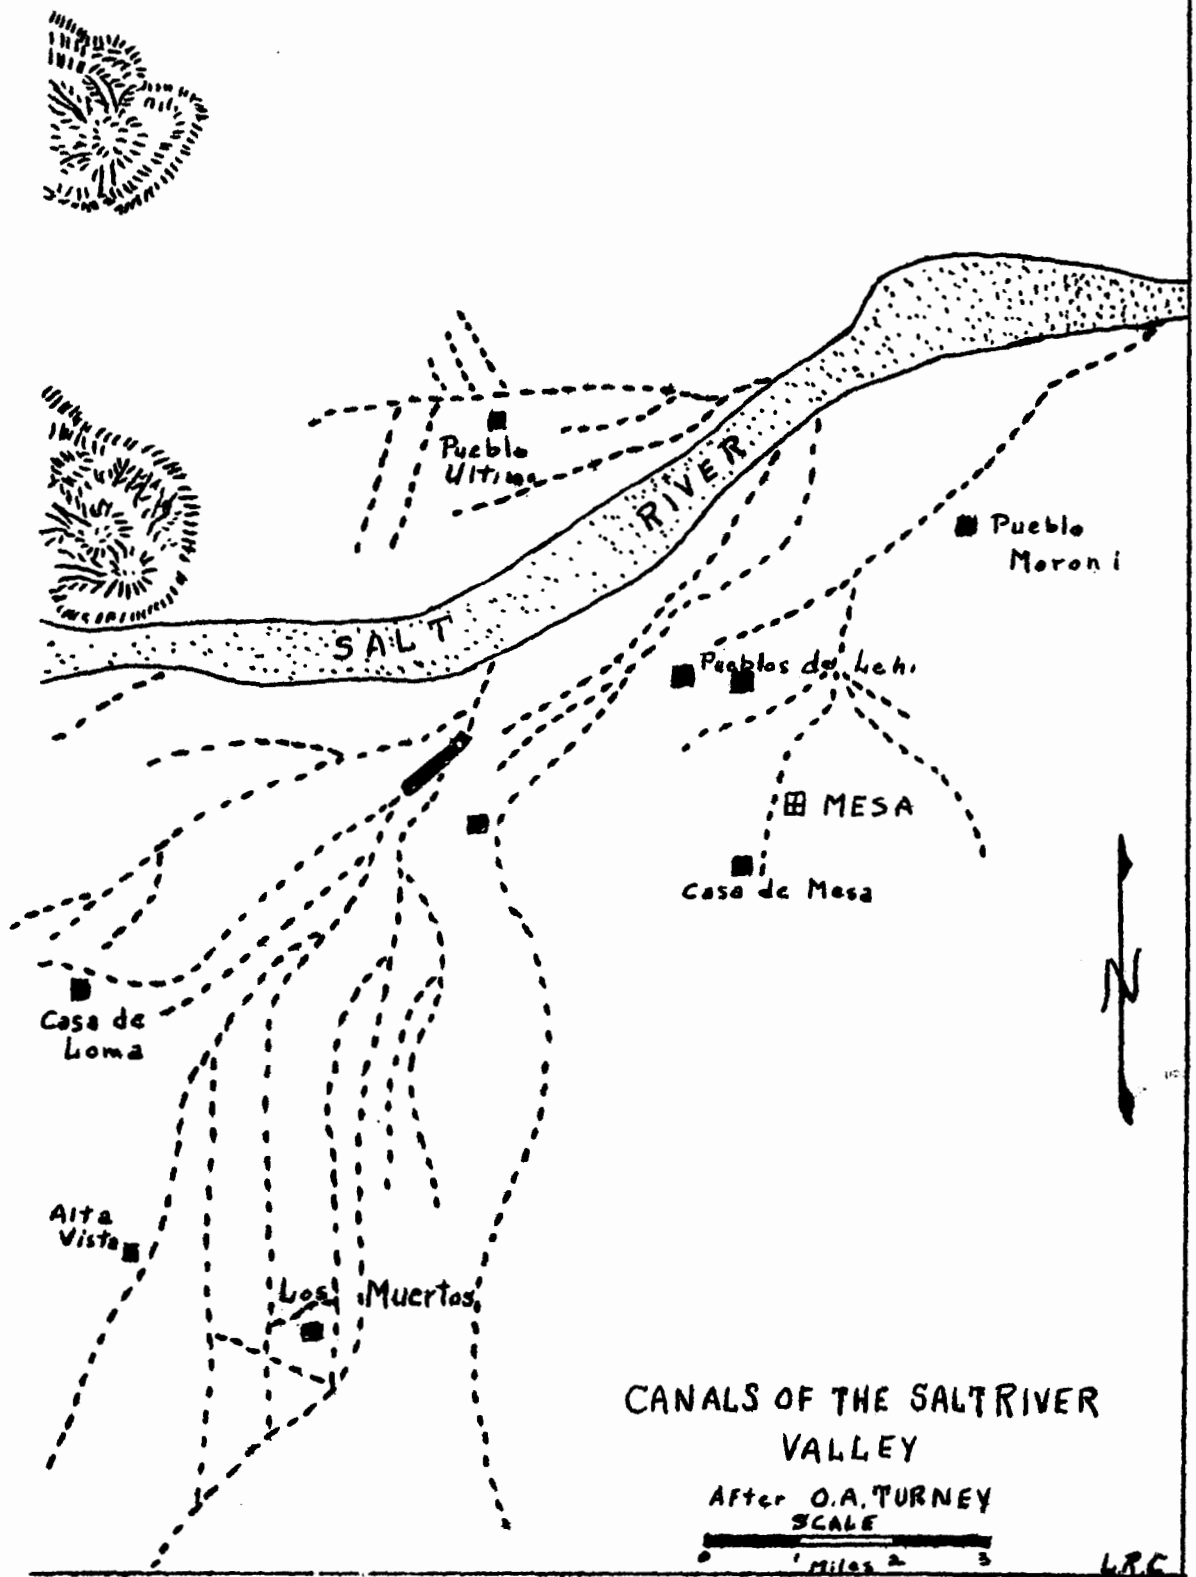 Pueblo
Ultimo
RIVER
SALT
Pueblo
Moroni
Pueblos de Lehi
MESA
Casa de Mesa
N
Casa de
Loma
Alta
Vista
Los Muertos
CANALS OF THE SALT RIVER
VALLEY
After O.A. TURNEY
SCALE
0 1 Miles 2 3
L.R.C